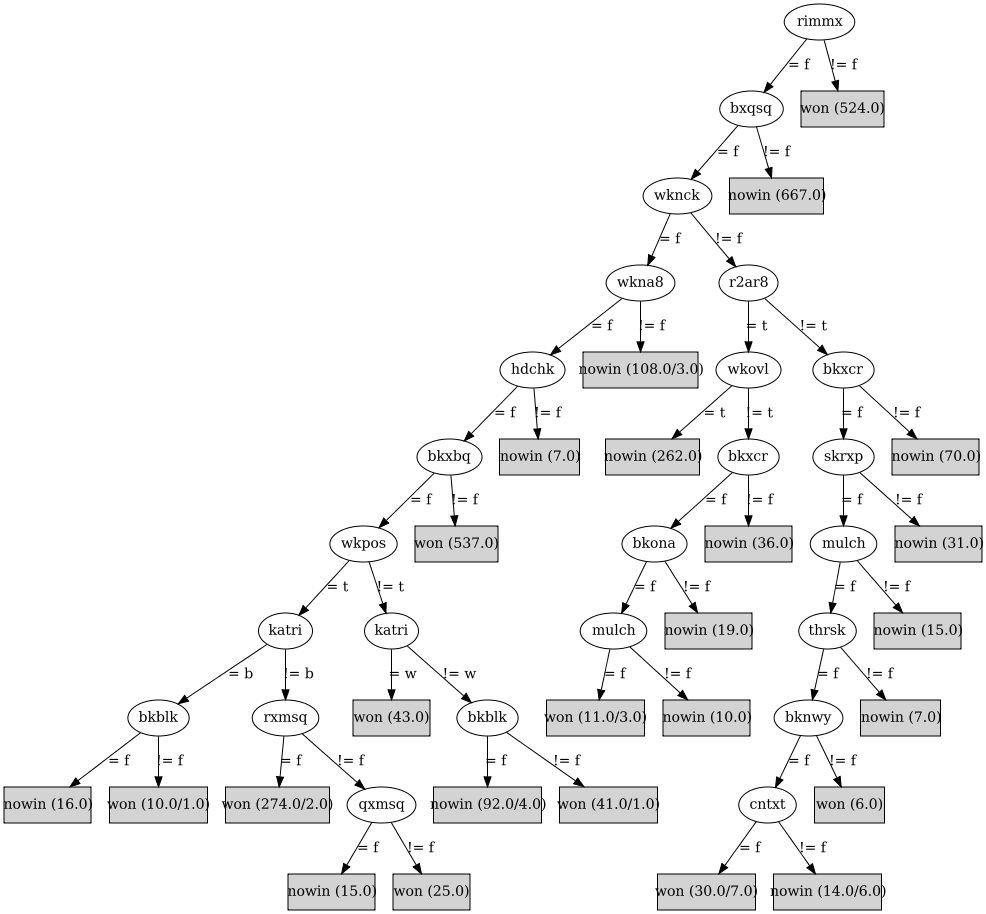 rimmx
= f
!= f
bxqsq
won (524.0)
= f
!= f
wknck
nowin (667.0)
= f
!= f
wkna8
r2ar8
= f
!= f
= t
!= t
hdchk
nowin (108.0/3.0)
wkovl
bkxcr
= f
!= f
= t
!= t
= f
!= f
bkxbq
nowin (7.0)
nowin (262.0)
bkxcr
skrxp
nowin (70.0)
= f
!= f
= f
!= f
= f
!= f
wkpos
won (537.0)
bkona
nowin (36.0)
mulch
nowin (31.0)
= t
!= t
= f
!= f
= f
!= f
katri
katri
mulch
nowin (19.0)
thrsk
nowin (15.0)
= b
!= b
= w
!= w
= f
!= f
= f
!= f
bkblk
rxmsq
won (43.0)
bkblk
won (11.0/3.0)
nowin (10.0)
bknwy
nowin (7.0)
= f
!= f
= f
!= f
= f
!= f
= f
!= f
nowin (16.0)
won (10.0/1.0)
won (274.0/2.0)
qxmsq
nowin (92.0/4.0)
won (41.0/1.0)
cntxt
won (6.0)
= f
!= f
= f
!= f
nowin (15.0)
won (25.0)
won (30.0/7.0)
nowin (14.0/6.0)